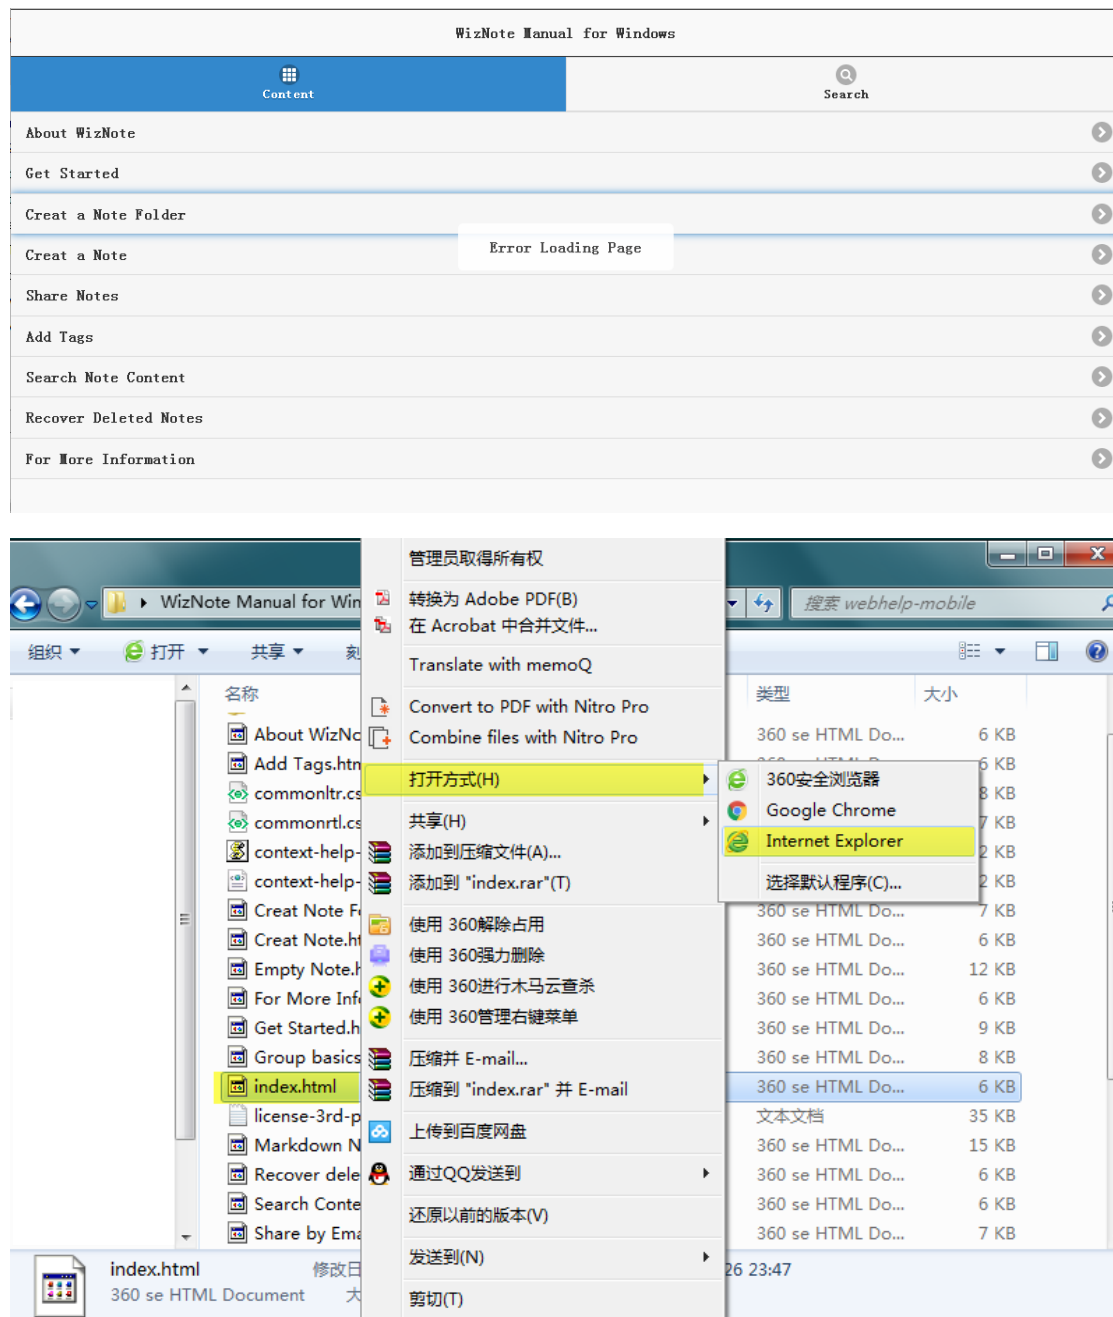 WizNote Manual for Windows
Content
Search
About WizNote
Get Started
Creat a Note Folder
Error Loading Page
Creat a Note
Share Notes
Add Tags
Search Note Content
Recover Deleted Notes
For More Information
管理员取得所有权
WizNote Manual for Win
转换为 Adobe PDF(B)
搜索 webhelp-mobile
在 Acrobat 中合并文件...
组织
打开
共享
刻
Translate with memoQ
名称
类型
大小
Convert to PDF with Nitro Pro
About WizNo
Combine files with Nitro Pro
360 se HTML Do...
6 KB
Add Tags.htm
打开方式(H)
360安全浏览器
6 KB
commonltr.cs
8 KB
Google Chrome
commonrtl.cs
共享(H)
7 KB
Internet Explorer
context-help-
添加到压缩文件(A)...
2 KB
context-help-
添加到 "index.rar"(T)
选择默认程序(C)...
2 KB
Creat Note F
360 se HTML Do...
7 KB
使用 360解除占用
Creat Note.ht
360 se HTML Do...
6 KB
使用 360强力删除
Empty Note.h
360 se HTML Do...
12 KB
使用 360进行木马云查杀
For More Info
360 se HTML Do...
6 KB
使用 360管理右键菜单
Get Started.h
360 se HTML Do...
9 KB
Group basics
压缩并 E-mail...
360 se HTML Do...
8 KB
index.html
压缩到 "index.rar" 并 E-mail
360 se HTML Do...
6 KB
license-3rd-p
文本文档
35 KB
上传到百度网盘
Markdown N
360 se HTML Do...
15 KB
Recover dele
通过QQ发送到
360 se HTML Do...
6 KB
Search Conte
360 se HTML Do...
6 KB
还原以前的版本(V)
Share by Ema
360 se HTML Do...
7 KB
发送到(N)
index.html
修改日
26 23:47
360 se HTML Document
大
剪切(T)